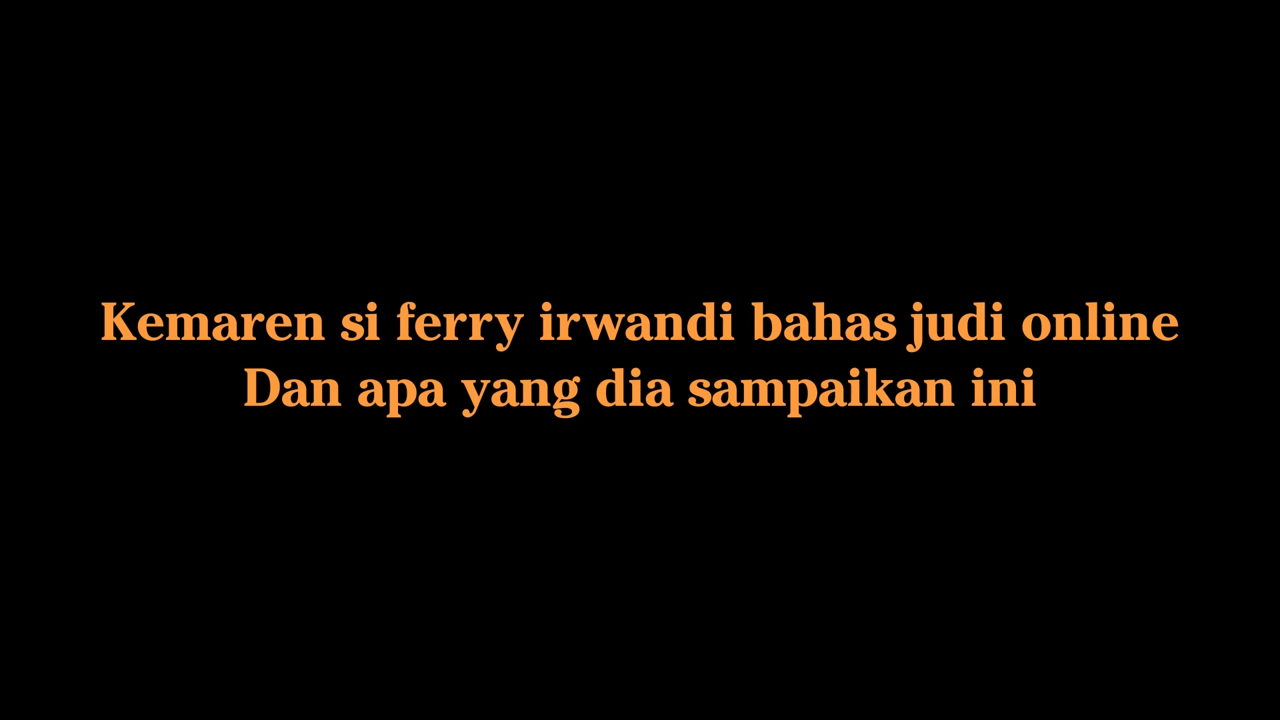 Kemaren si ferry irwandi bahas judi online
Dan apa yang dia sampaikan ini